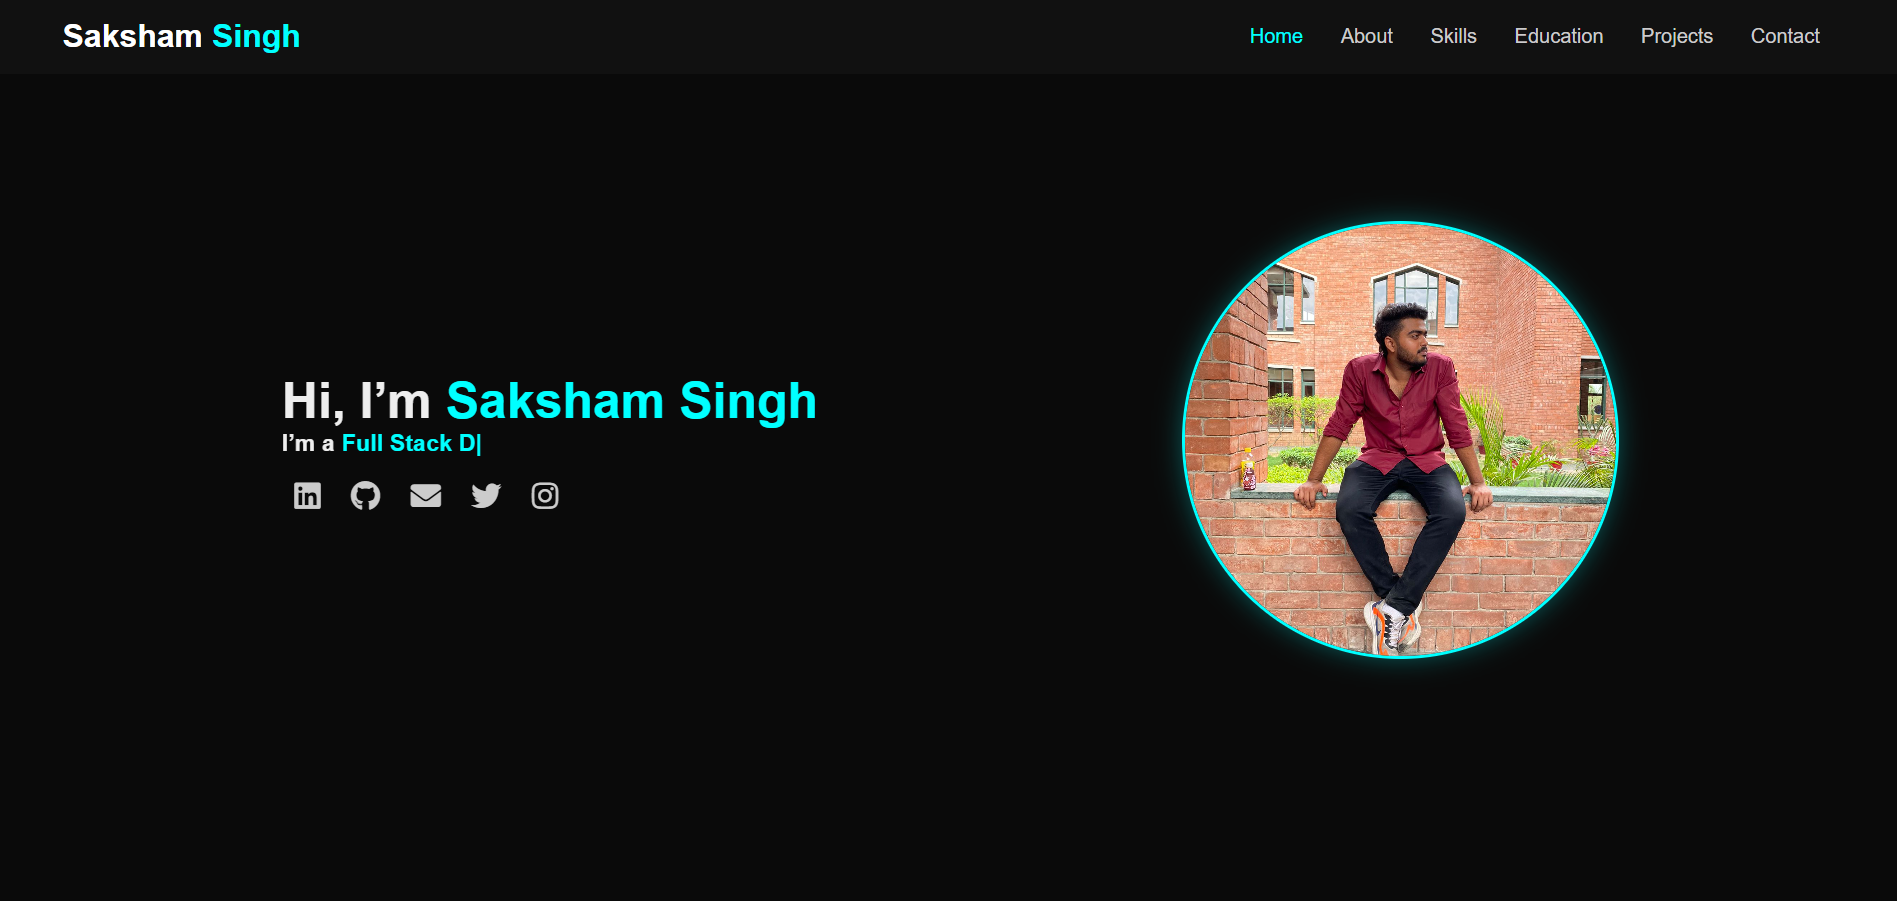 Saksham Singh
Home About Skills Education Projects Contact
Hi, I’m Saksham Singh
I’m a Full Stack D|